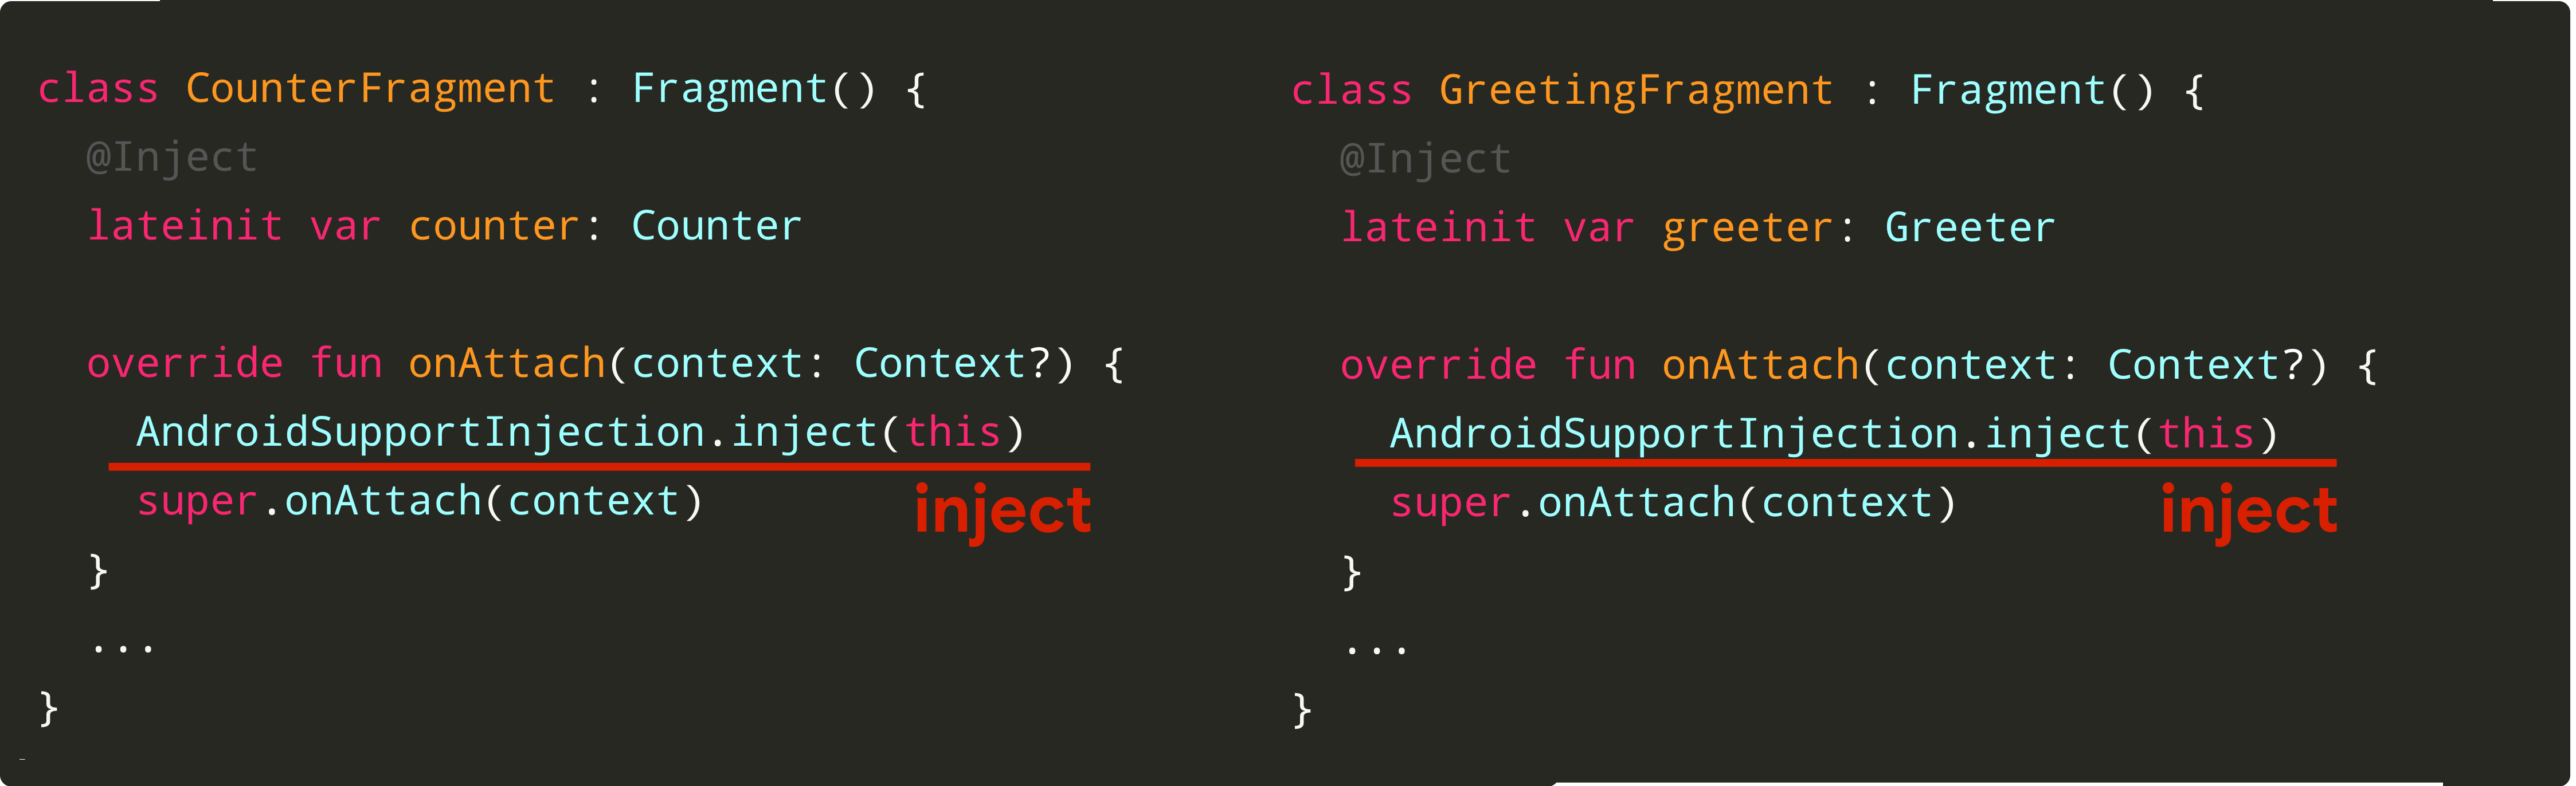 class CounterFragment : Fragment() {
  @Inject
  lateinit var counter: Counter

  override fun onAttach(context: Context?) {
    AndroidSupportInjection.inject(this)
    super.onAttach(context)
inject
  }
  ...
}
class GreetingFragment : Fragment() {
  @Inject
  lateinit var greeter: Greeter

  override fun onAttach(context: Context?) {
    AndroidSupportInjection.inject(this)
    super.onAttach(context)
inject
  }
  ...
}